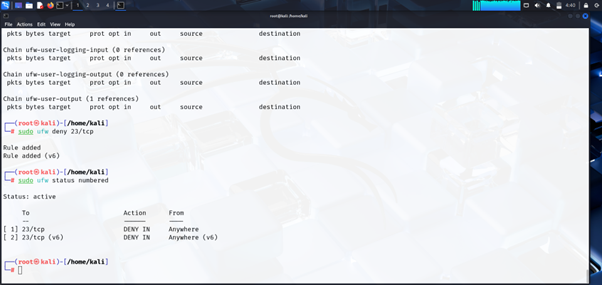 1 2 3 4
4:40
root@kali: /home/kali
File Actions Edit View Help
pkts bytes target prot opt in out source destination
Chain ufw-user-logging-input (0 references)
pkts bytes target prot opt in out source destination
Chain ufw-user-logging-output (0 references)
pkts bytes target prot opt in out source destination
Chain ufw-user-output (1 references)
pkts bytes target prot opt in out source destination
┌──(root㉿kali)-[/home/kali]
└─# sudo ufw deny 23/tcp
Rule added
Rule added (v6)
┌──(root㉿kali)-[/home/kali]
└─# sudo ufw status numbered
Status: active
To Action From
-- ------ ----
[ 1] 23/tcp DENY IN Anywhere
[ 2] 23/tcp (v6) DENY IN Anywhere (v6)
┌──(root㉿kali)-[/home/kali]
└─#